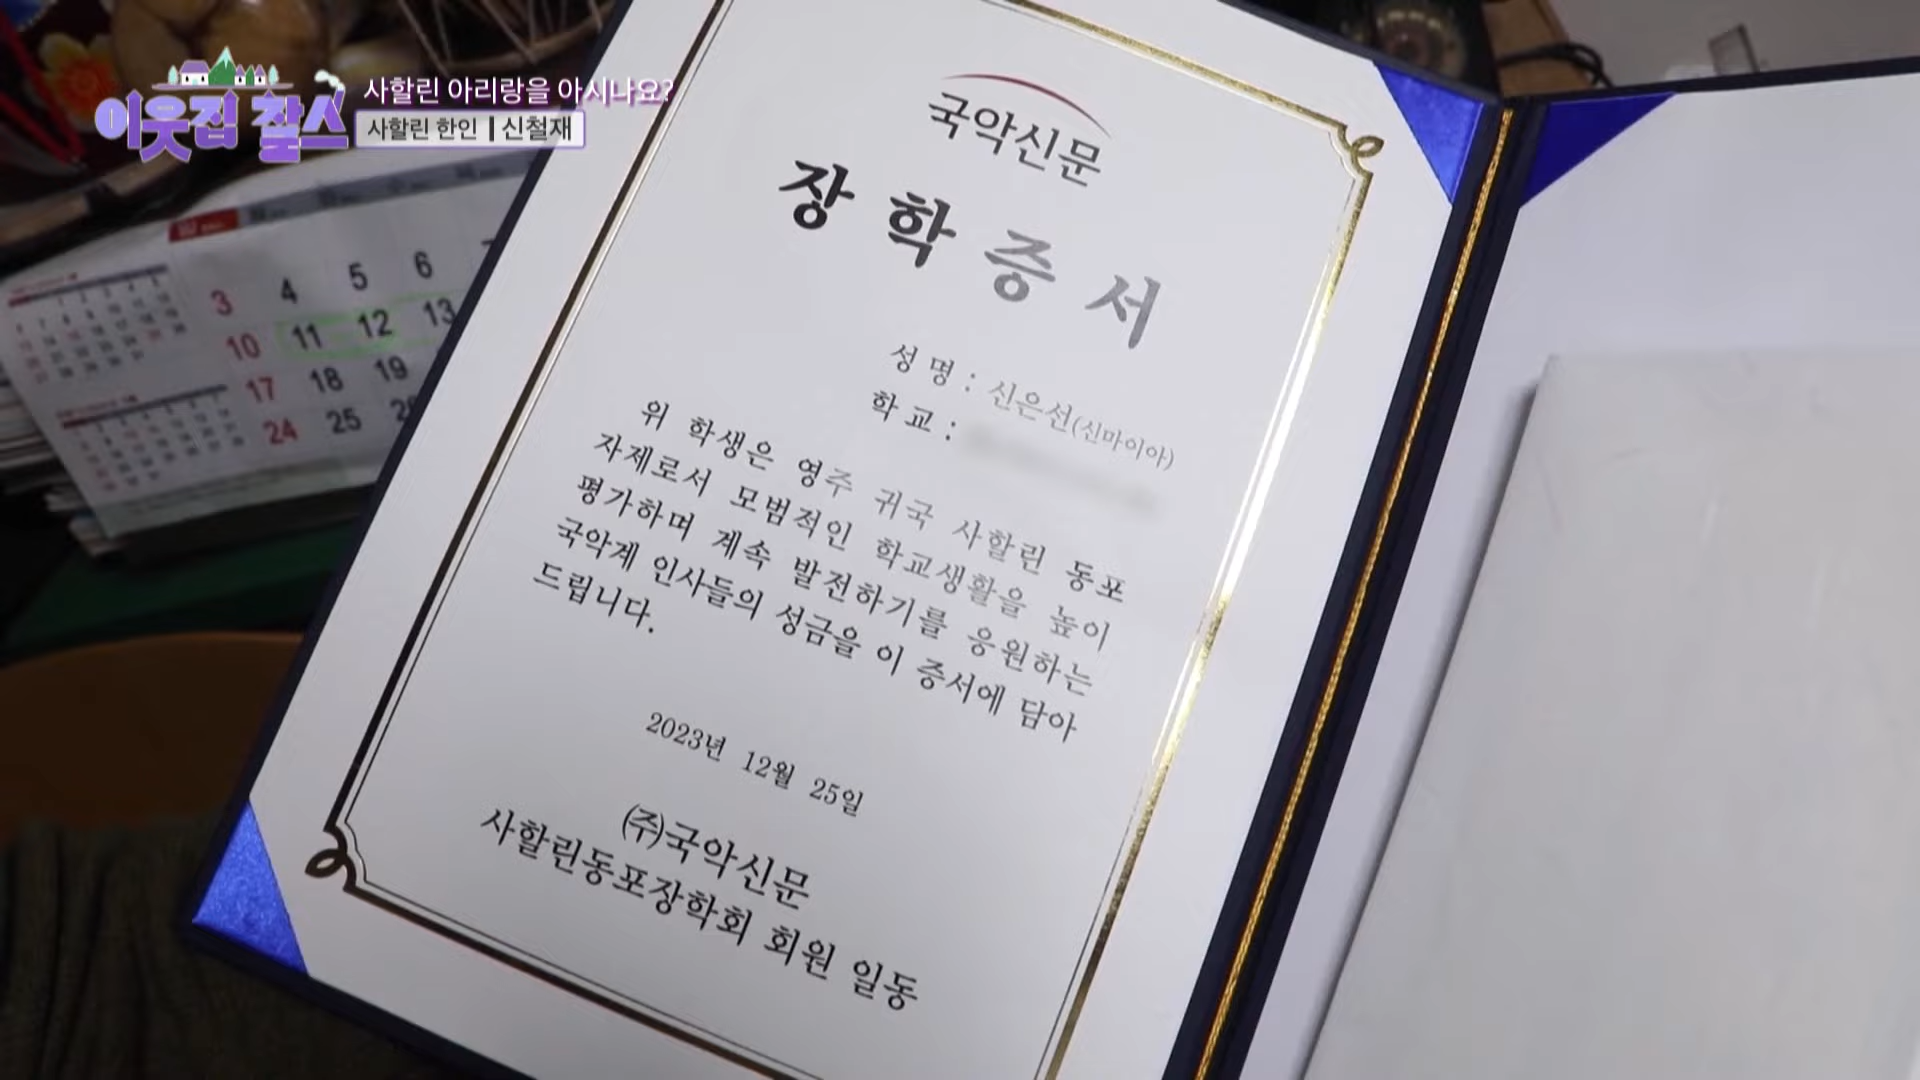 이웃집 찰스
사할린 아리랑을 아시나요?
사할린 한인 | 신철재
국악신문
장학증서
성 명 : 신은선(신마이아)
학 교 :
위 학생은 영주 귀국 사할린 동포
자제로서 모범적인 학교생활을 높이
평가하며 계속 발전하기를 응원하는
국악계 인사들의 성금을 이 증서에 담아
드립니다.
2023년 12월 25일
(주)국악신문
사할린동포장학회 회원 일동
3 4 5 6
10 11 12 13
17 18 19
24 25